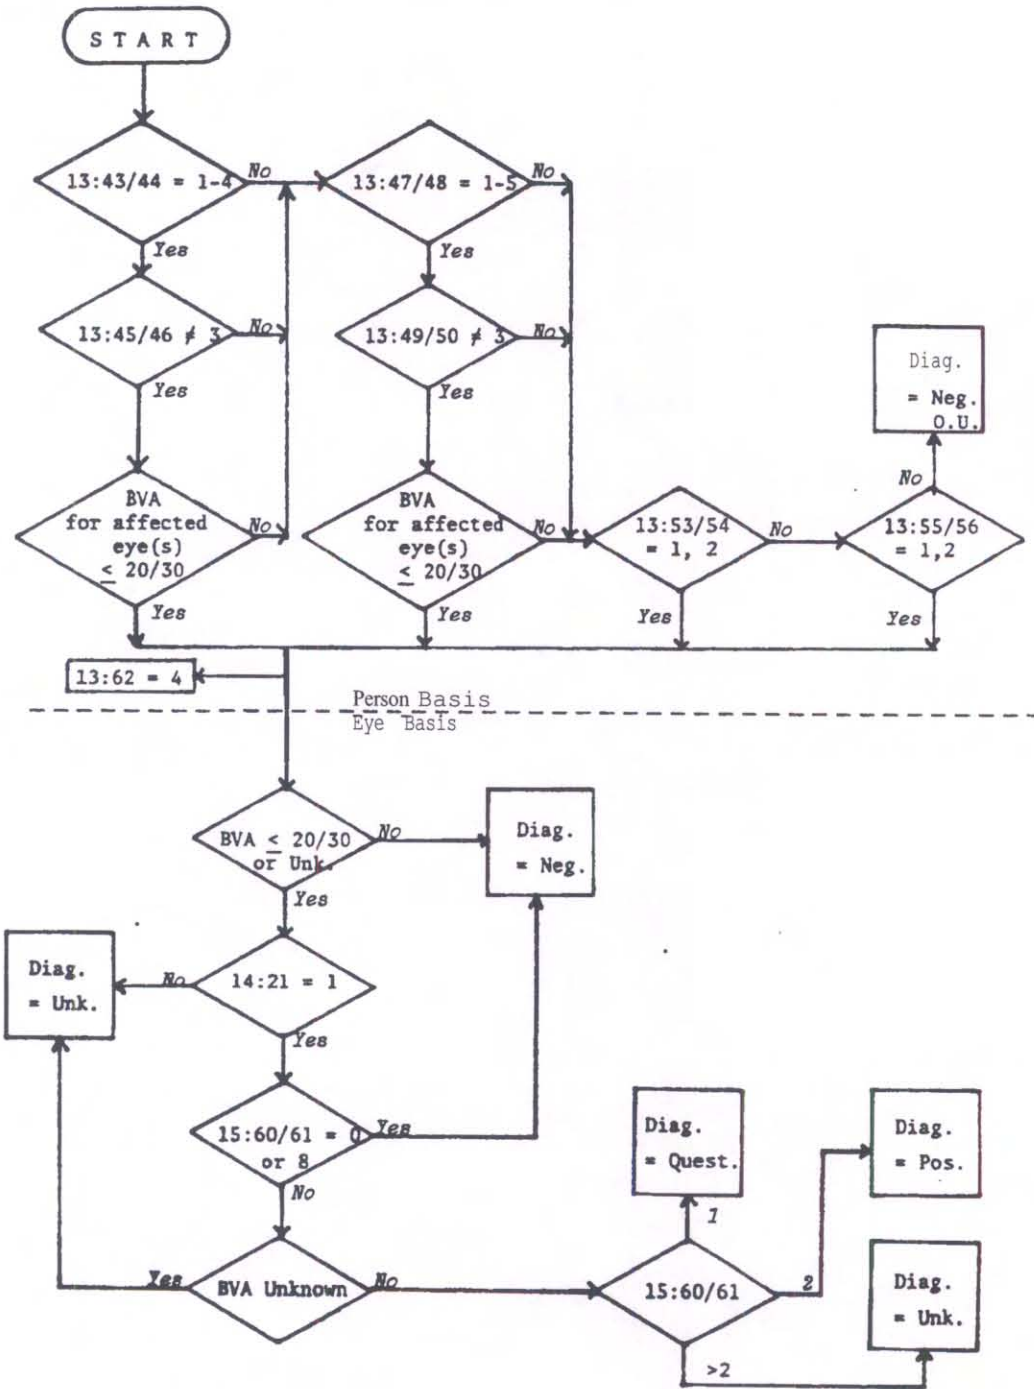 START
13:43/44 = 1-4
No
Yes
13:47/48 = 1-5
No
Yes
13:45/46 ≠ 3
No
Yes
13:49/50 ≠ 3
No
Yes
Diag.
= Neg.
O.U.
BVA
for affected
eye(s)
≤ 20/30
No
Yes
BVA
for affected
eye(s)
≤ 20/30
No
Yes
13:53/54
= 1, 2
No
Yes
13:55/56
= 1,2
No
Yes
13:62 = 4
Person Basis
Eye Basis
BVA ≤ 20/30
or Unk.
No
Yes
Diag.
= Neg.
14:21 = 1
No
Yes
Diag.
= Unk.
15:60/61 = 0
or 8
Yes
No
BVA Unknown
Yes
No
15:60/61
1
2
>2
Diag.
= Quest.
Diag.
= Pos.
Diag.
= Unk.